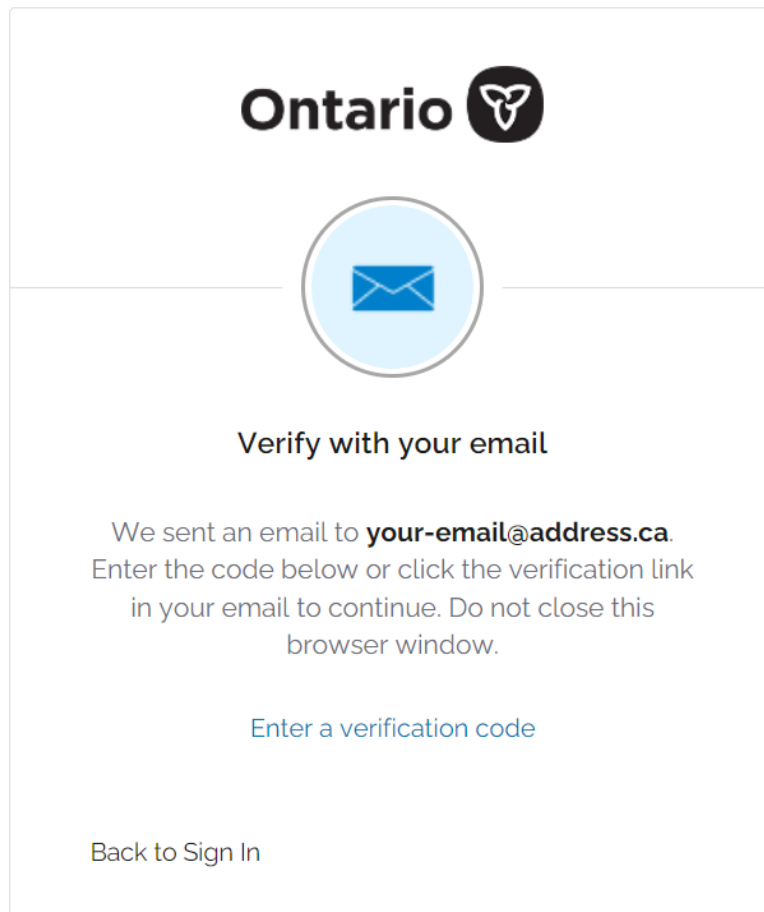 Ontario
Verify with your email
We sent an email to your-email@address.ca.
Enter the code below or click the verification link
in your email to continue. Do not close this
browser window.
Enter a verification code
Back to Sign In